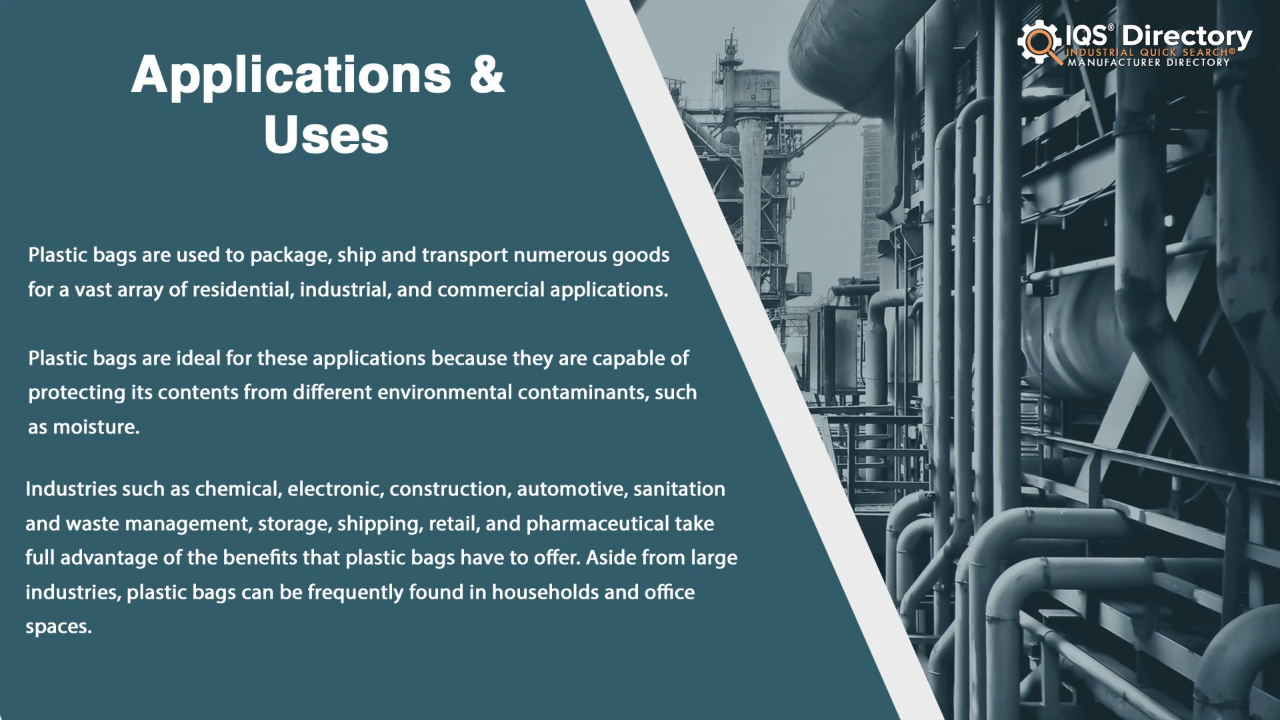 Applications &
Uses
IQS® Directory
INDUSTRIAL QUICK SEARCH®
MANUFACTURER DIRECTORY
Plastic bags are used to package, ship and transport numerous goods
for a vast array of residential, industrial, and commercial applications.
Plastic bags are ideal for these applications because they are capable of
protecting its contents from different environmental contaminants, such
as moisture.
Industries such as chemical, electronic, construction, automotive, sanitation
and waste management, storage, shipping, retail, and pharmaceutical take
full advantage of the benefits that plastic bags have to offer. Aside from large
industries, plastic bags can be frequently found in households and office
spaces.